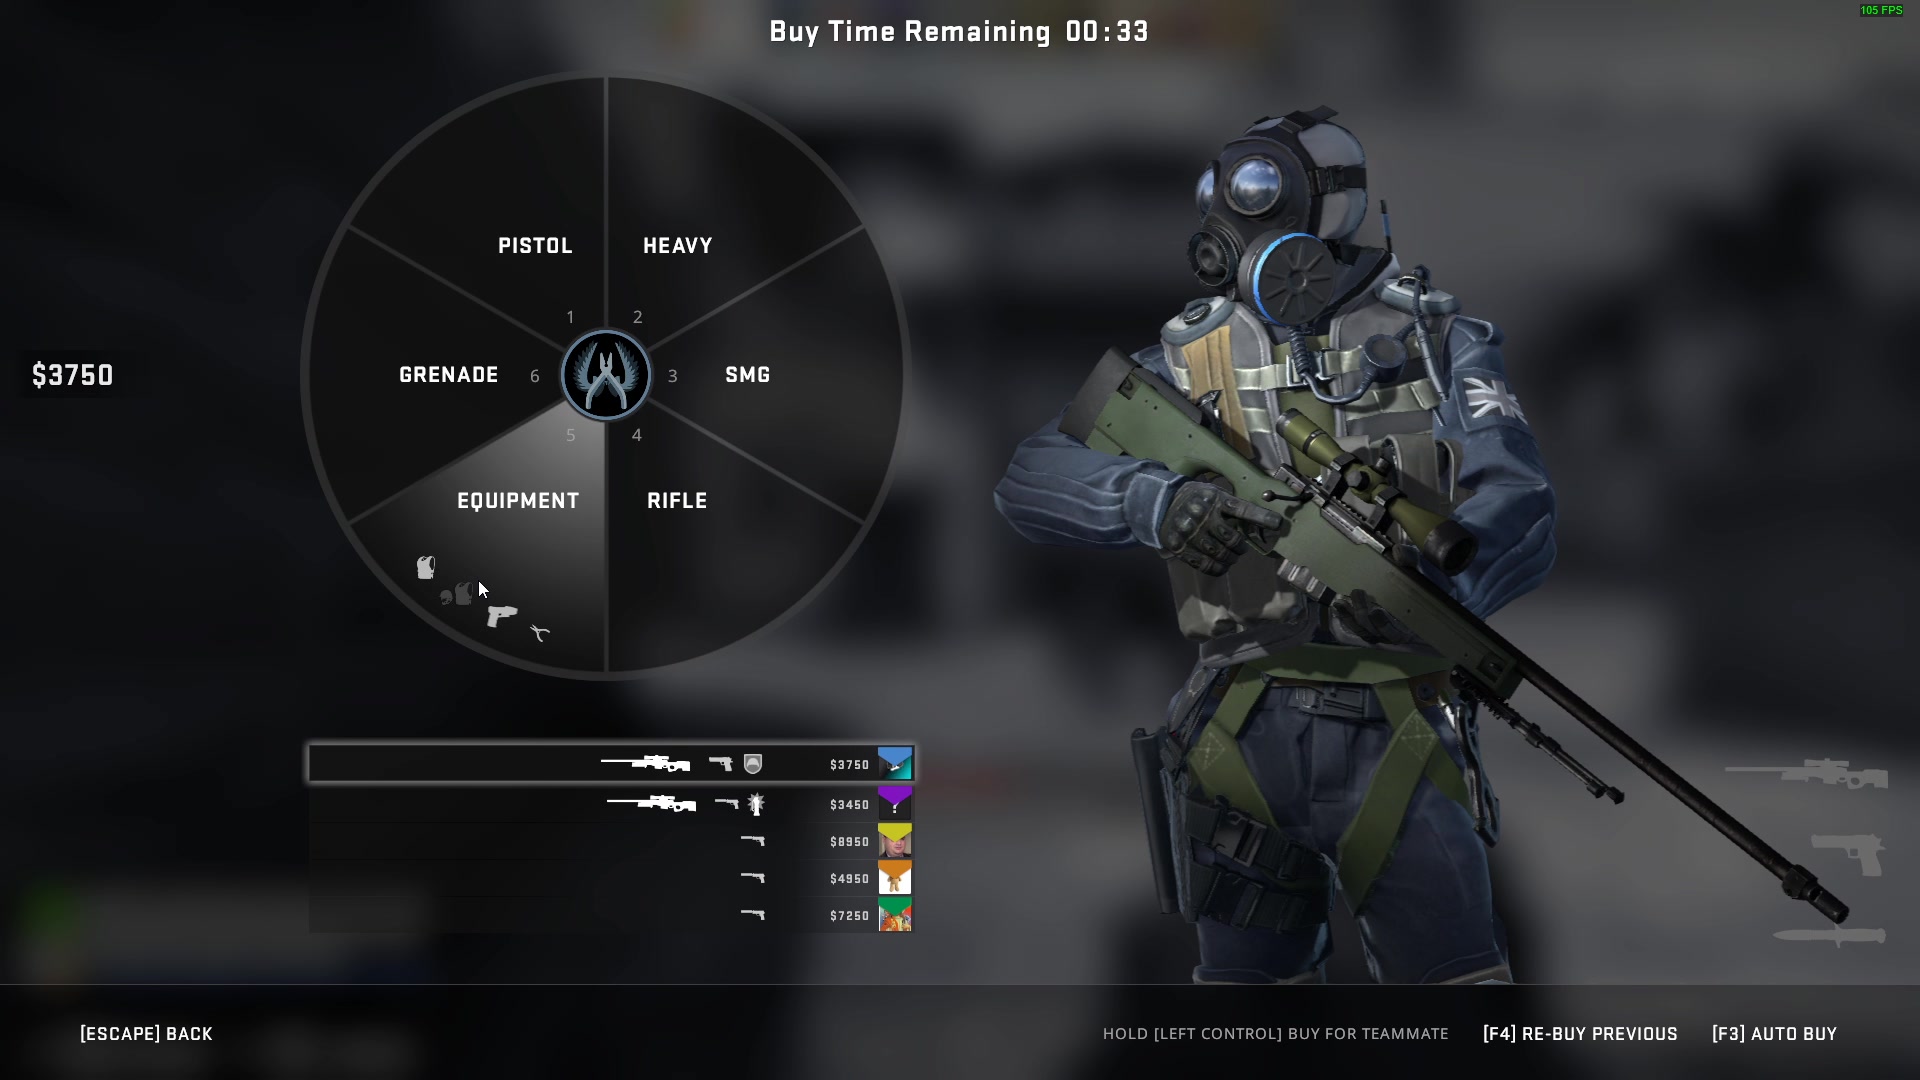 105 FPS
Buy Time Remaining 00:33
PISTOL
HEAVY
1
2
$3750
GRENADE
6
3
SMG
5
4
EQUIPMENT
RIFLE
$3750
$3450
?
$8950
$4950
$7250
[ESCAPE] BACK
HOLD [LEFT CONTROL] BUY FOR TEAMMATE
[F4] RE-BUY PREVIOUS
[F3] AUTO BUY